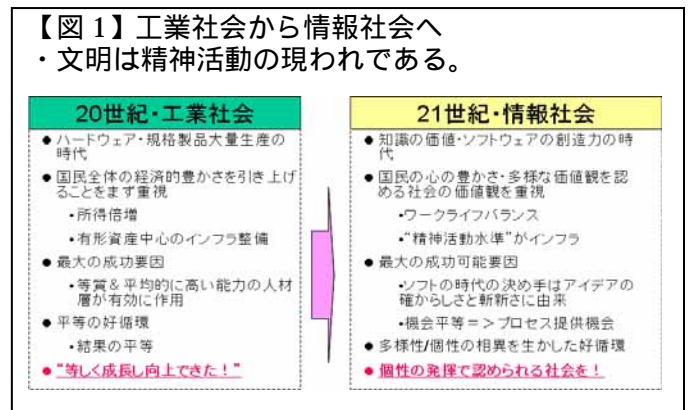 【図1】工業社会から情報社会へ
・文明は精神活動の現われである。
20世紀・工業社会
●ハードウェア・規格製品大量生産の
時代
●国民全体の経済的豊かさを引き上げ
ることをまず重視
・所得倍増
・有形資産中心のインフラ整備
●最大の成功要因
・等質&平均的に高い能力の人材
層が有効に作用
●平等の好循環
・結果の平等
●"等しく成長し向上できた！"
21世紀・情報社会
●知識の価値・ソフトウェアの創造力の時
代
●国民の心の豊かさ・多様な価値観を認
める社会の価値観を重視
・ワークライフバランス
・"精神活動水準"がインフラ
●最大の成功可能要因
・ソフトの時代の決め手はアイデアの
確からしさと斬新さに由来
・機会平等=>プロセス提供機会
●多様性/個性の相異を生かした好循環
●個性の発揮で認められる社会を！